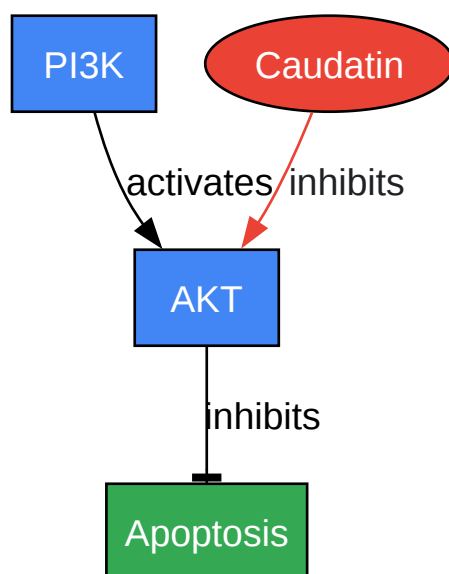 PI3K
Caudatin
activates
inhibits
AKT
inhibits
Apoptosis